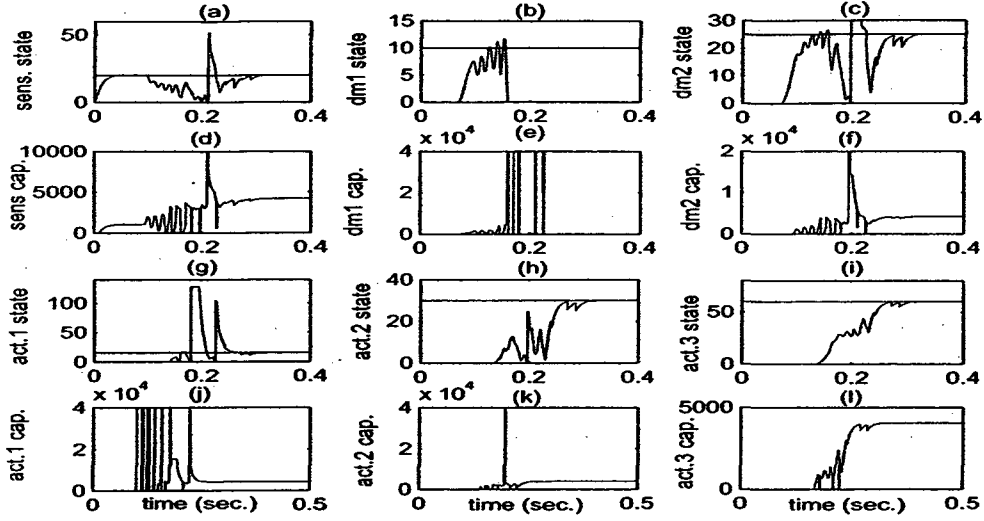 (a) (b) (c)
sens. state 50 0 0 0.2 0.4
dm1 state 15 10 5 0 0 0.2 0.4
dm2 state 30 20 10 0 0 0.2 0.4
(d) x 10^4 (e) (f)
sens cap. 10000 5000 0 0 0.2 0.4
dm1 cap. 4 2 0 0 0.2 0.4
dm2 cap. 2 1 0 0 0.2 0.4
(g) (h) (i)
act.1 state 100 50 0 0 0.2 0.4
act.2 state 40 20 0 0 0.2 0.4
act.3 state 50 0 0 0.2 0.4
x 10^4 (j) x 10^4 (k) (l)
act.1 cap. 4 2 0 0 time (sec.) 0.5
act.2 cap. 4 2 0 0 time (sec.) 0.5
act.3 cap. 5000 0 0 time (sec.) 0.5